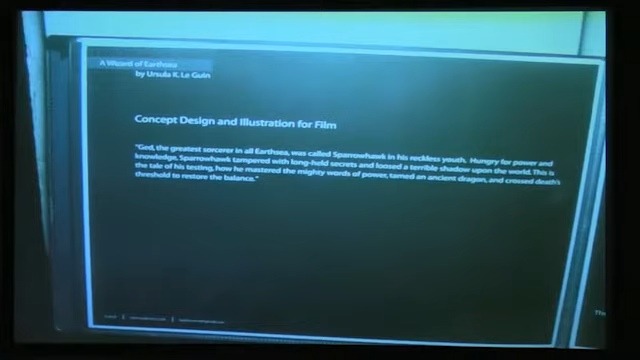 A Wizard of Earthsea
by Ursula K. Le Guin
Concept Design and Illustration for Film
"Ged, the greatest sorcerer in all Earthsea, was called Sparrowhawk in his reckless youth. Hungry for power and
knowledge, Sparrowhawk tampered with long-held secrets and loosed a terrible shadow upon the world. This is
the tale of his testing, how he mastered the mighty words of power, tamed an ancient dragon, and crossed death's
threshold to restore the balance."